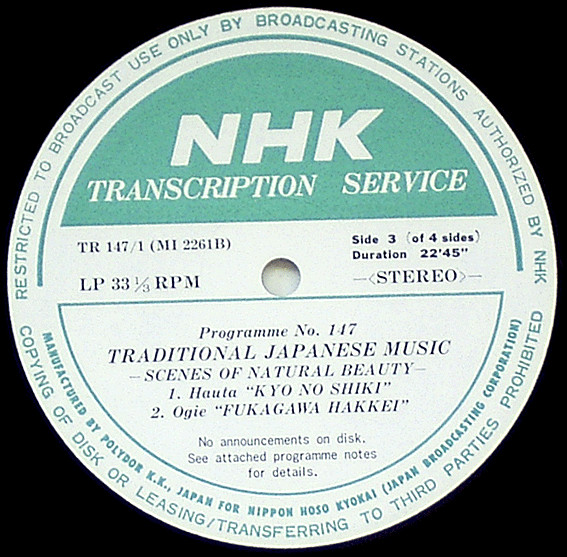 RESTRICTED TO BROADCAST USE ONLY BY BROADCASTING STATIONS AUTHORIZED BY NHK
NHK
TRANSCRIPTION SERVICE
TR 147/1 (MI 2261B)
Side 3 (of 4 sides)
Duration 22'45"
LP 33 1/3 RPM
—<STEREO>—
Programme No. 147
TRADITIONAL JAPANESE MUSIC
—SCENES OF NATURAL BEAUTY—
1. Hauta "KYO NO SHIKI"
2. Ogie "FUKAGAWA HAKKEI"
No announcements on disk.
See attached programme notes
for details.
MANUFACTURED BY POLYDOR K.K., JAPAN FOR NIPPON HOSO KYOKAI (JAPAN BROADCASTING CORPORATION)
COPYING OF DISK OR LEASING/TRANSFERRING TO THIRD PARTIES PROHIBITED